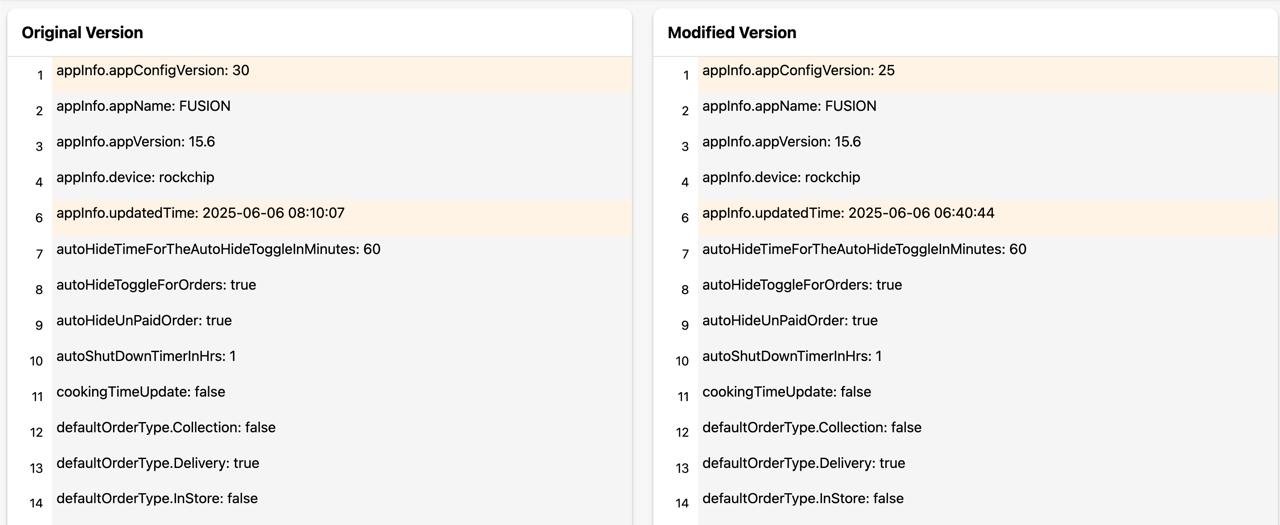 Original Version
1 appInfo.appConfigVersion: 30
2 appInfo.appName: FUSION
3 appInfo.appVersion: 15.6
4 appInfo.device: rockchip
6 appInfo.updatedTime: 2025-06-06 08:10:07
7 autoHideTimeForTheAutoHideToggleInMinutes: 60
8 autoHideToggleForOrders: true
9 autoHideUnPaidOrder: true
10 autoShutDownTimerInHrs: 1
11 cookingTimeUpdate: false
12 defaultOrderType.Collection: false
13 defaultOrderType.Delivery: true
14 defaultOrderType.InStore: false
Modified Version
1 appInfo.appConfigVersion: 25
2 appInfo.appName: FUSION
3 appInfo.appVersion: 15.6
4 appInfo.device: rockchip
6 appInfo.updatedTime: 2025-06-06 06:40:44
7 autoHideTimeForTheAutoHideToggleInMinutes: 60
8 autoHideToggleForOrders: true
9 autoHideUnPaidOrder: true
10 autoShutDownTimerInHrs: 1
11 cookingTimeUpdate: false
12 defaultOrderType.Collection: false
13 defaultOrderType.Delivery: true
14 defaultOrderType.InStore: false